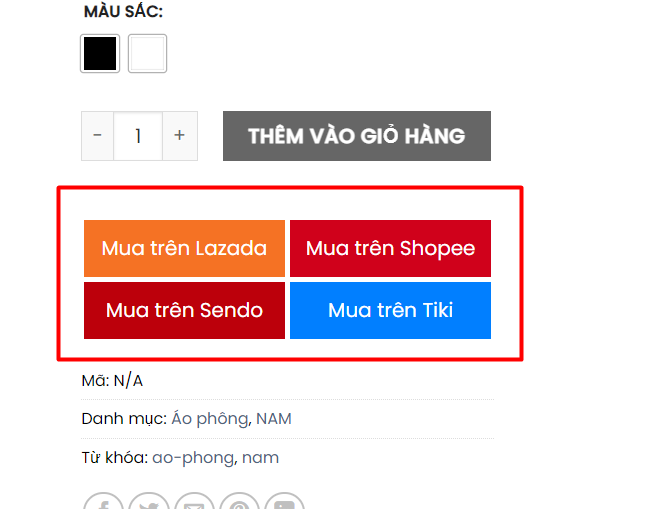 MÀU SẮC:
- 1 +
THÊM VÀO GIỎ HÀNG
Mua trên Lazada
Mua trên Shopee
Mua trên Sendo
Mua trên Tiki
Mã: N/A
Danh mục: Áo phông, NAM
Từ khóa: ao-phong, nam